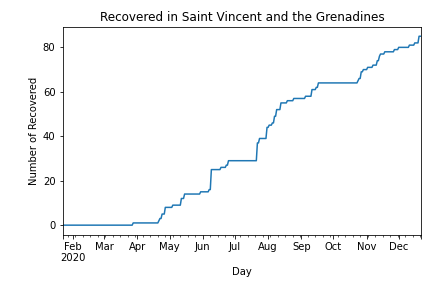 Recovered in Saint Vincent and the Grenadines
Number of Recovered
80
60
40
20
0
Feb Mar Apr May Jun Jul Aug Sep Oct Nov Dec
2020
Day